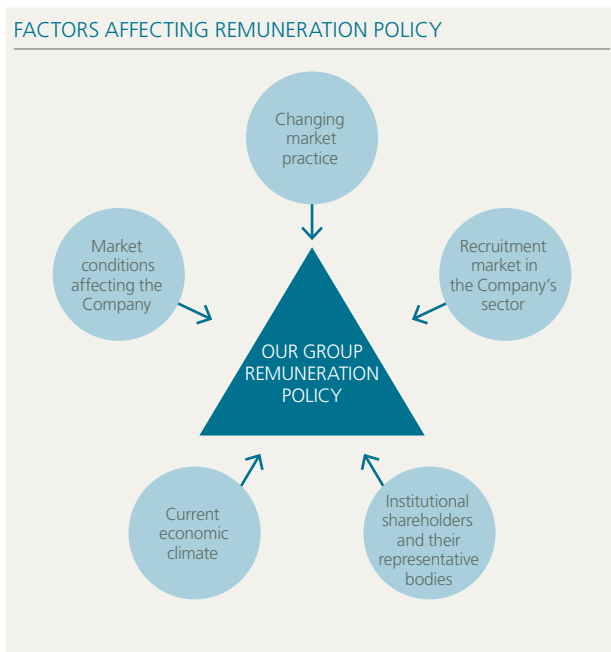 FACTORS AFFECTING REMUNERATION POLICY
Changing
market
practice
Market
conditions
affecting the
Company
Recruitment
market in
the Company's
sector
OUR GROUP
REMUNERATION
POLICY
Current
economic
climate
Institutional
shareholders
and their
representative
bodies